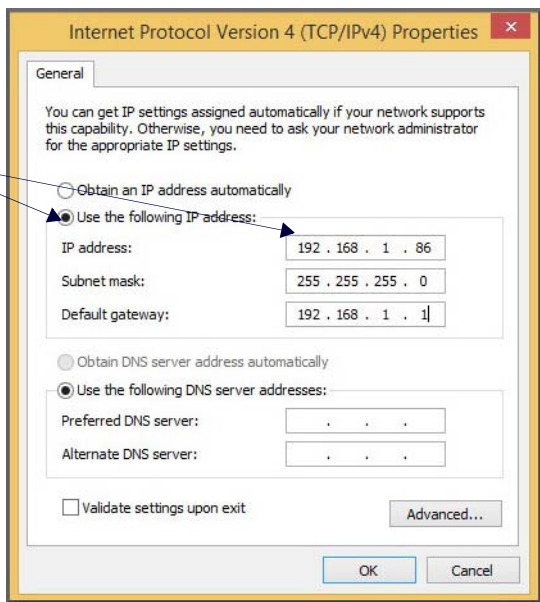 Internet Protocol Version 4 (TCP/IPv4) Properties
General
You can get IP settings assigned automatically if your network supports
this capability. Otherwise, you need to ask your network administrator
for the appropriate IP settings.
Obtain an IP address automatically
Use the following IP address:
IP address: 192 . 168 . 1 . 86
Subnet mask: 255 . 255 . 255 . 0
Default gateway: 192 . 168 . 1 . 1
Obtain DNS server address automatically
Use the following DNS server addresses:
Preferred DNS server: . . .
Alternate DNS server: . . .
Validate settings upon exit
Advanced...
OK Cancel